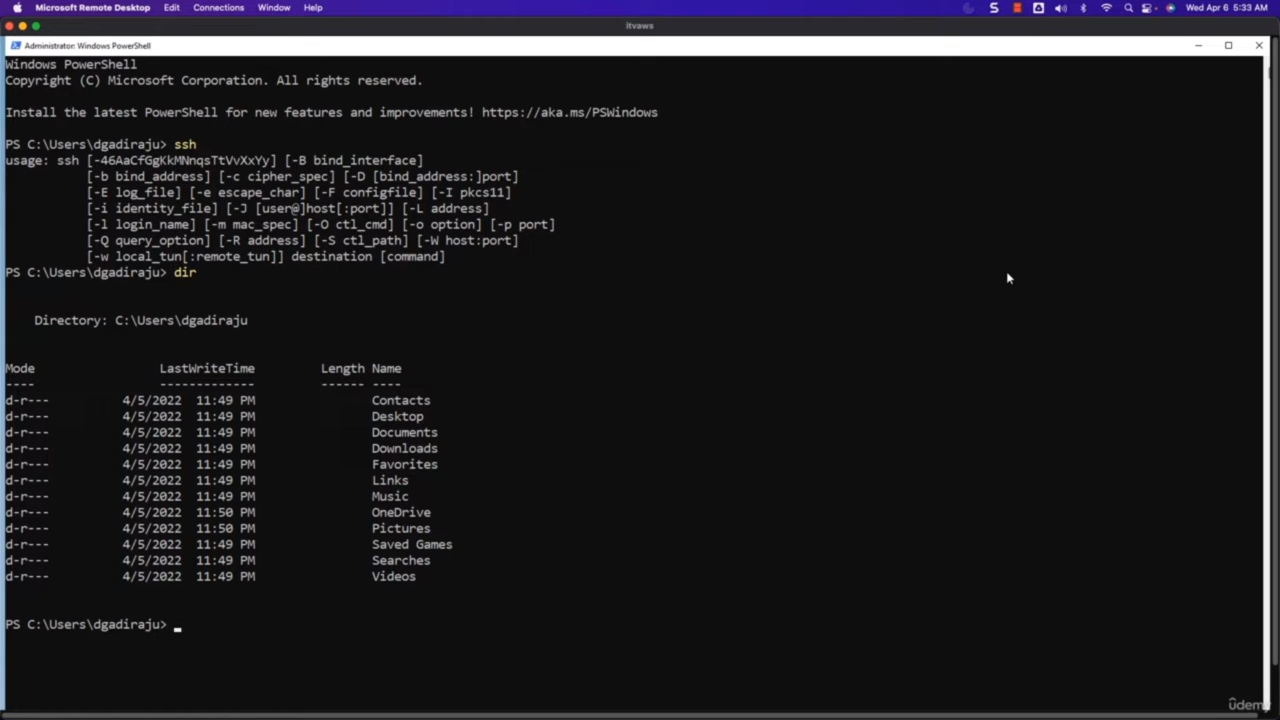 Microsoft Remote Desktop Edit Connections Window Help Wed Apr 6 5:33 AM
itvaws
Administrator: Windows PowerShell
Windows PowerShell
Copyright (C) Microsoft Corporation. All rights reserved.
Install the latest PowerShell for new features and improvements! https://aka.ms/PSWindows
PS C:\Users\dgadiraju> ssh
usage: ssh [-46AaCfGgKkMNnqsTtVvXxYy] [-B bind_interface]
[-b bind_address] [-c cipher_spec] [-D [bind_address:]port]
[-E log_file] [-e escape_char] [-F configfile] [-I pkcs11]
[-i identity_file] [-J [user@]host[:port]] [-L address]
[-l login_name] [-m mac_spec] [-O ctl_cmd] [-o option] [-p port]
[-Q query_option] [-R address] [-S ctl_path] [-W host:port]
[-w local_tun[:remote_tun]] destination [command]
PS C:\Users\dgadiraju> dir
Directory: C:\Users\dgadiraju
Mode LastWriteTime Length Name
---- ------------- ------ ----
d-r--- 4/5/2022 11:49 PM Contacts
d-r--- 4/5/2022 11:49 PM Desktop
d-r--- 4/5/2022 11:49 PM Documents
d-r--- 4/5/2022 11:49 PM Downloads
d-r--- 4/5/2022 11:49 PM Favorites
d-r--- 4/5/2022 11:49 PM Links
d-r--- 4/5/2022 11:49 PM Music
d-r--- 4/5/2022 11:50 PM OneDrive
d-r--- 4/5/2022 11:50 PM Pictures
d-r--- 4/5/2022 11:49 PM Saved Games
d-r--- 4/5/2022 11:49 PM Searches
d-r--- 4/5/2022 11:49 PM Videos
PS C:\Users\dgadiraju>
ûdemy